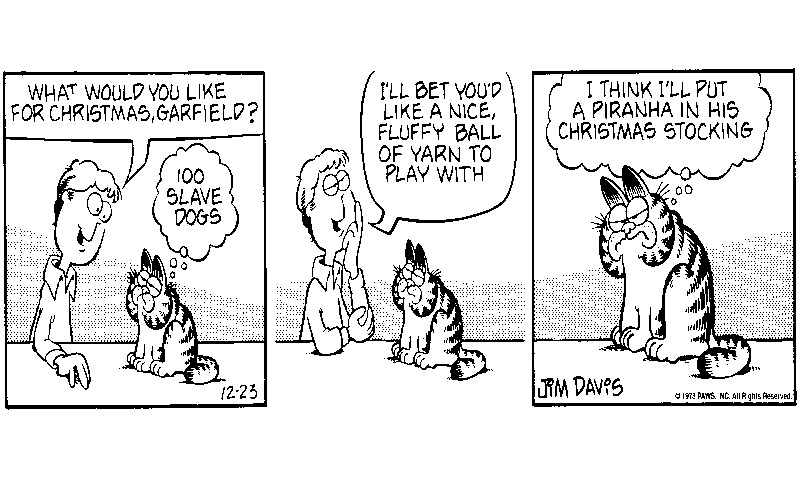 WHAT WOULD YOU LIKE
FOR CHRISTMAS, GARFIELD?
100
SLAVE
DOGS
12-23
I'LL BET YOU'D
LIKE A NICE,
FLUFFY BALL
OF YARN TO
PLAY WITH
I THINK I'LL PUT
A PIRANHA IN HIS
CHRISTMAS STOCKING
JIM DAVIS
© 1978 PAWS, INC. All Rights Reserved.